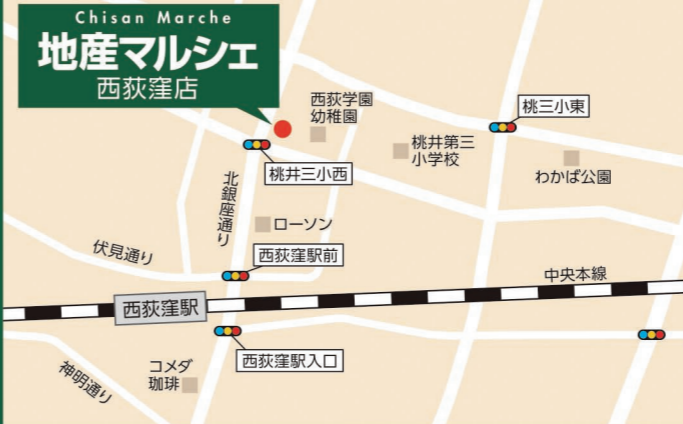 Chisan Marche
地産マルシェ
西荻窪店
西荻学園
幼稚園
桃三小東
桃井第三
小学校
桃井三小西
わかば公園
北銀座通り
ローソン
伏見通り
西荻窪駅前
中央本線
西荻窪駅
西荻窪駅入口
コメダ
珈琲
神明通り